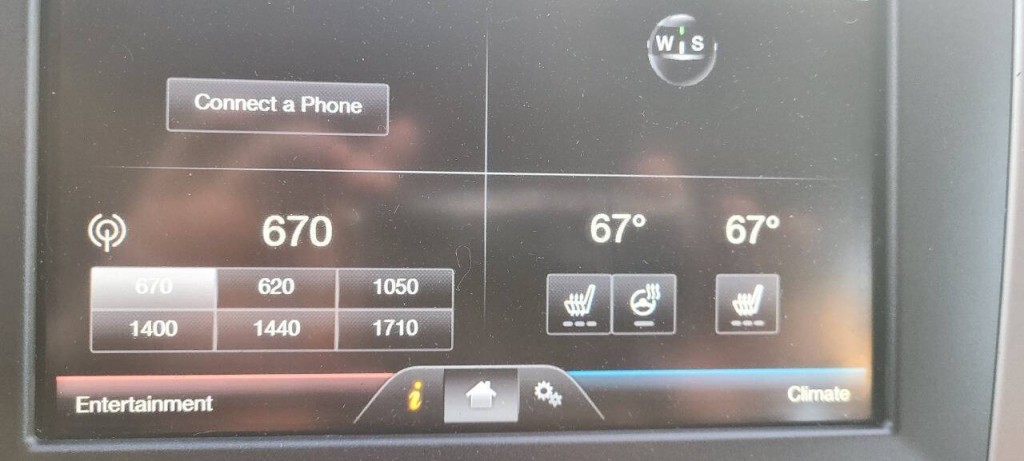 W S
Connect a Phone
670
67° 67°
670 620 1050
1400 1440 1710
i
Entertainment
Climate